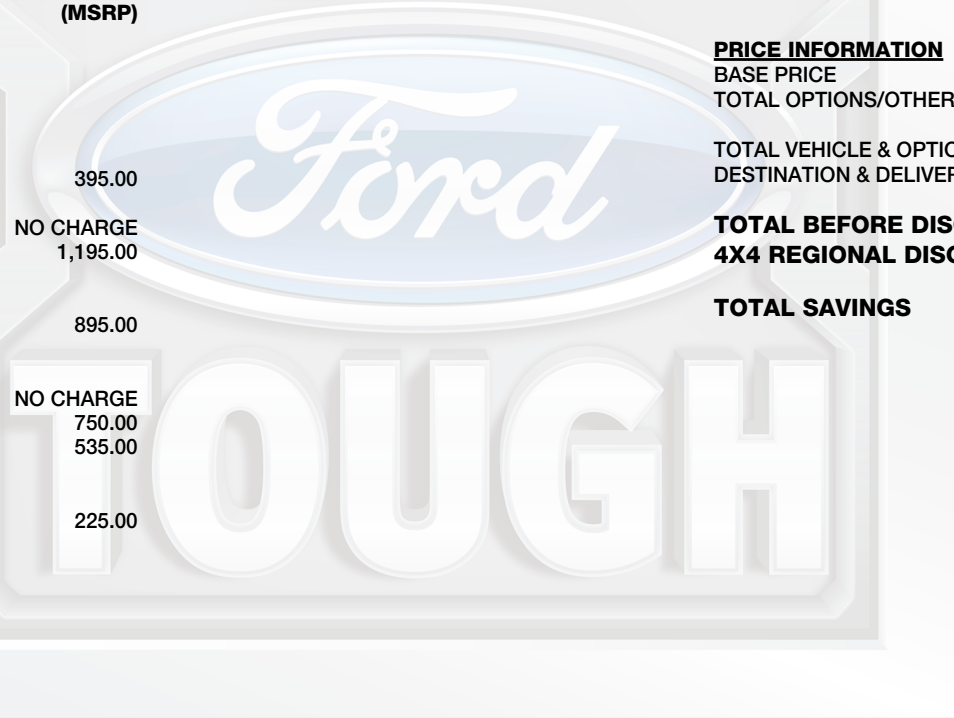 (MSRP)
395.00
NO CHARGE
1,195.00
895.00
NO CHARGE
750.00
535.00
225.00
Ford
TOUGH
PRICE INFORMATION
BASE PRICE
TOTAL OPTIONS/OTHER
TOTAL VEHICLE & OPTIO
DESTINATION & DELIVER
TOTAL BEFORE DISC
4X4 REGIONAL DISC
TOTAL SAVINGS